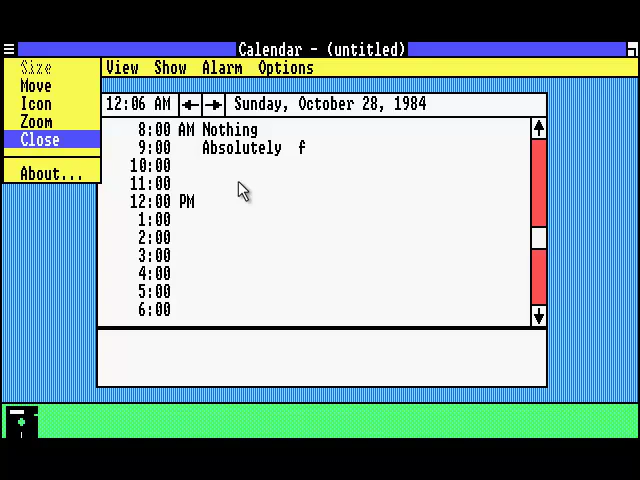 Calendar - (untitled)
View Show Alarm Options
Size
Move
Icon
Zoom
Close
About...
12:06 AM Sunday, October 28, 1984
8:00 AM Nothing
9:00 Absolutely f
10:00
11:00
12:00 PM
1:00
2:00
3:00
4:00
5:00
6:00